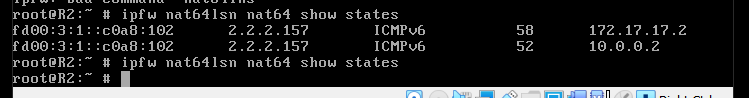 root@R2:~ # ipfw nat64lsn nat64 show states
fd00:3:1::c0a8:102 2.2.2.157 ICMPv6 58 172.17.17.2
fd00:3:1::c0a8:102 2.2.2.157 ICMPv6 52 10.0.0.2
root@R2:~ # ipfw nat64lsn nat64 show states
root@R2:~ #